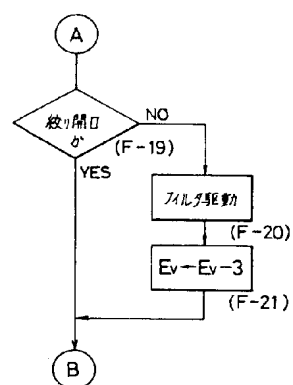 A
絞り開口
か
NO
(F-19)
YES
フィルタ駆動
(F-20)
Ev←Ev-3
(F-21)
B